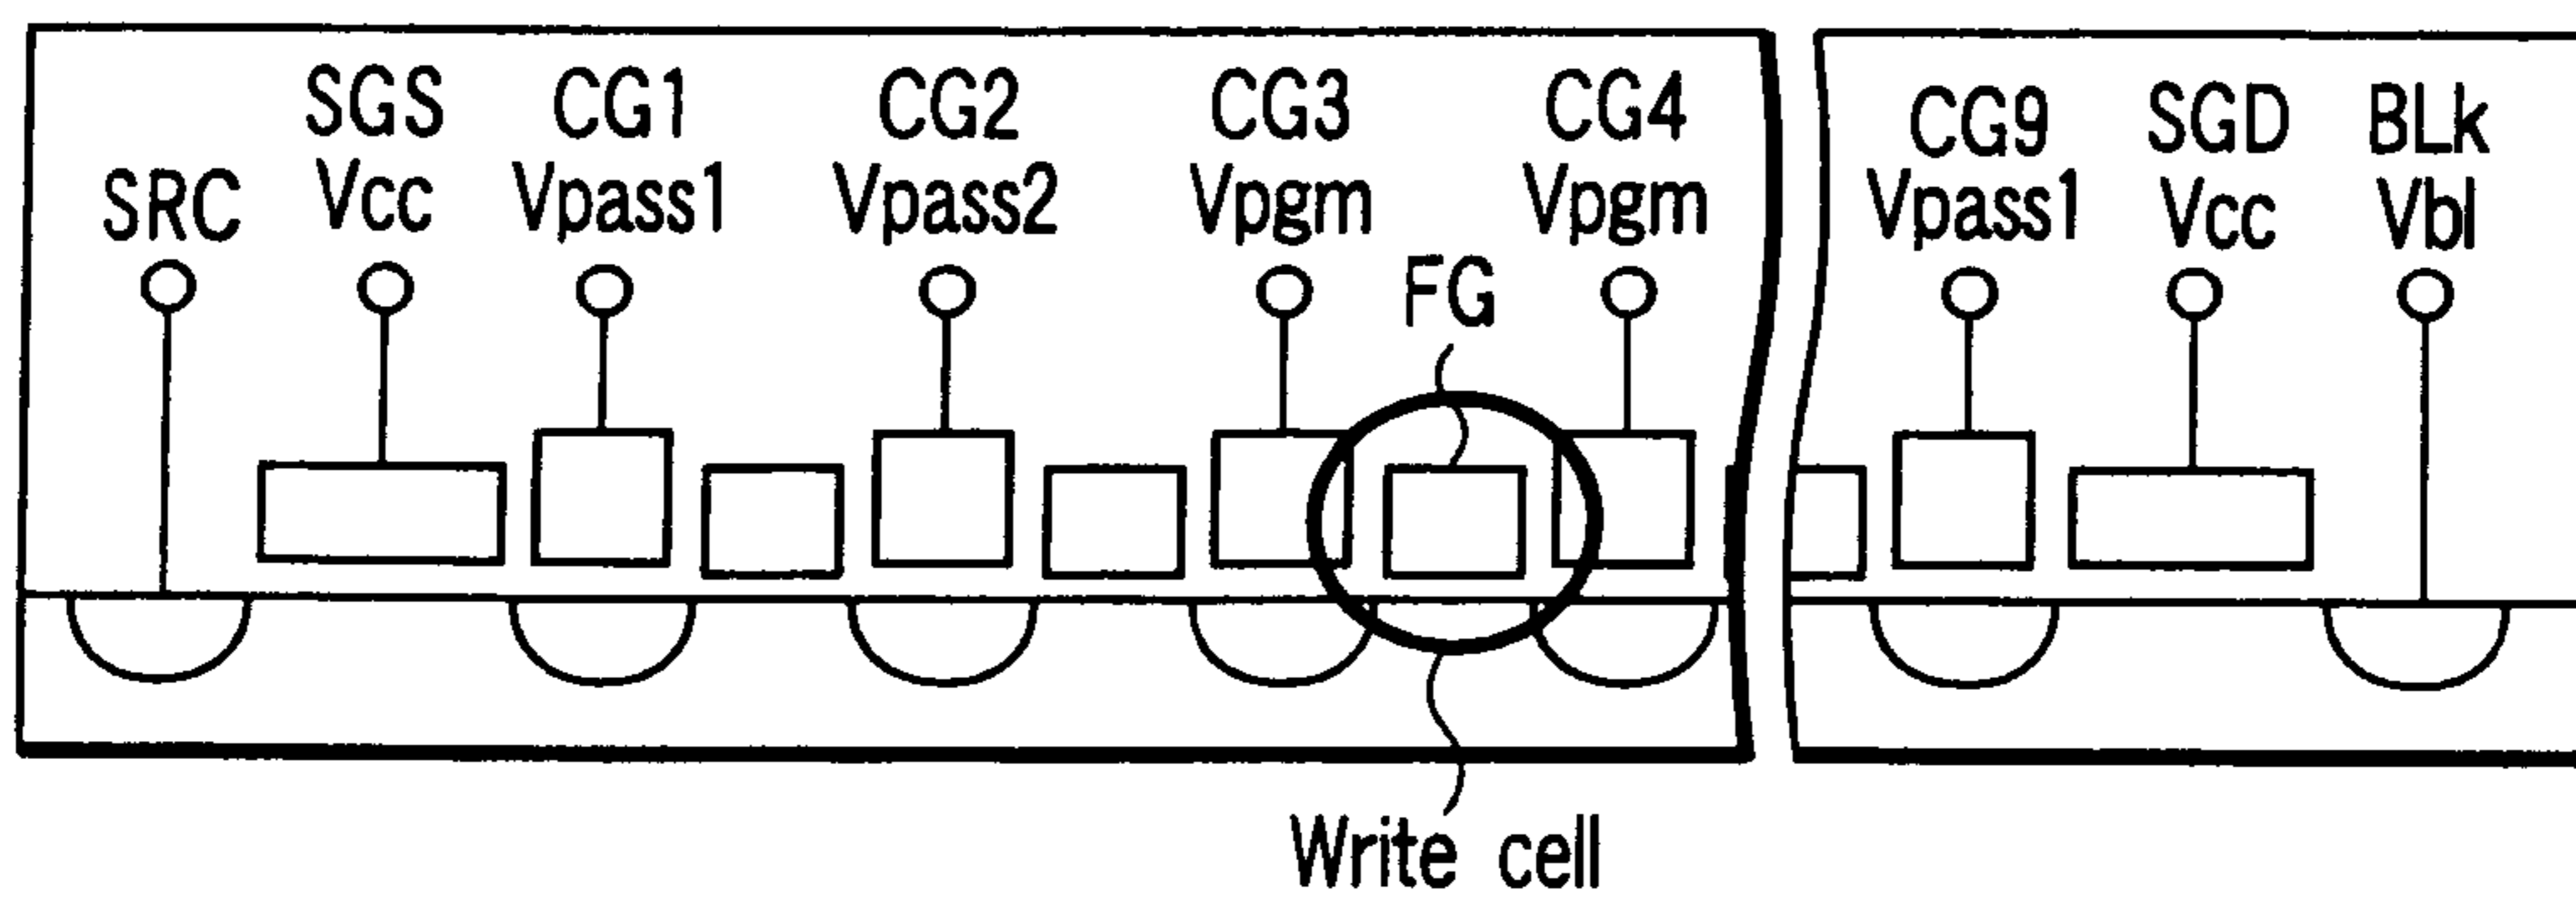 SRC
SGS
Vcc
CG1
Vpass1
CG2
Vpass2
CG3
Vpgm
FG
CG4
Vpgm
CG9
Vpass1
SGD
Vcc
BLk
Vbl
Write cell